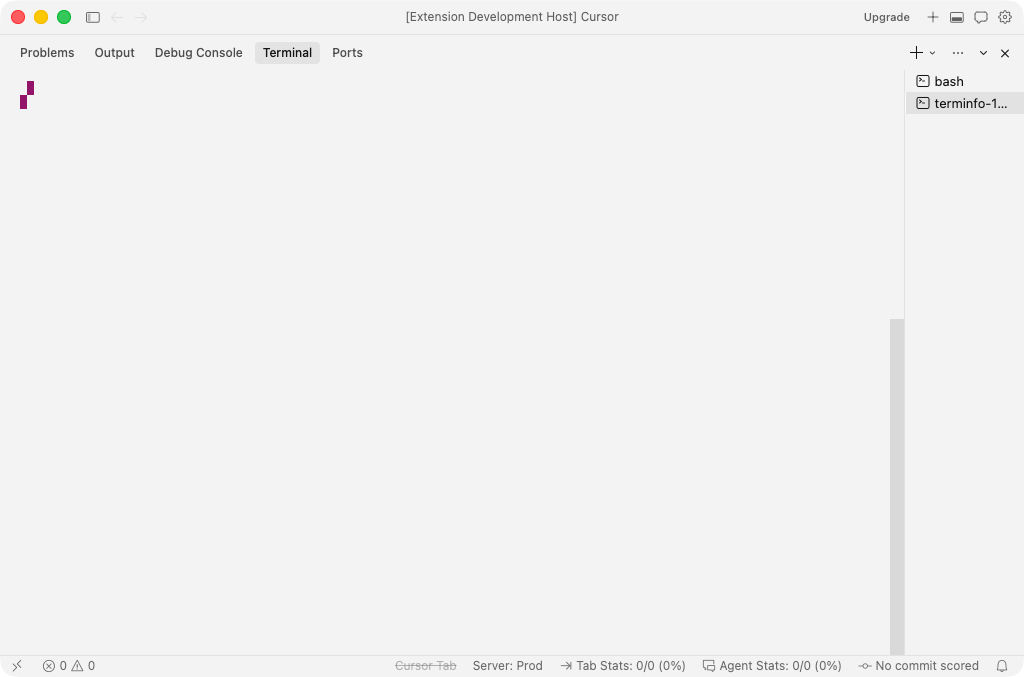 [Extension Development Host] Cursor
Upgrade
Problems Output Debug Console Terminal Ports
bash
terminfo-1...
0 0 Cursor Tab Server: Prod Tab Stats: 0/0 (0%) Agent Stats: 0/0 (0%) No commit scored